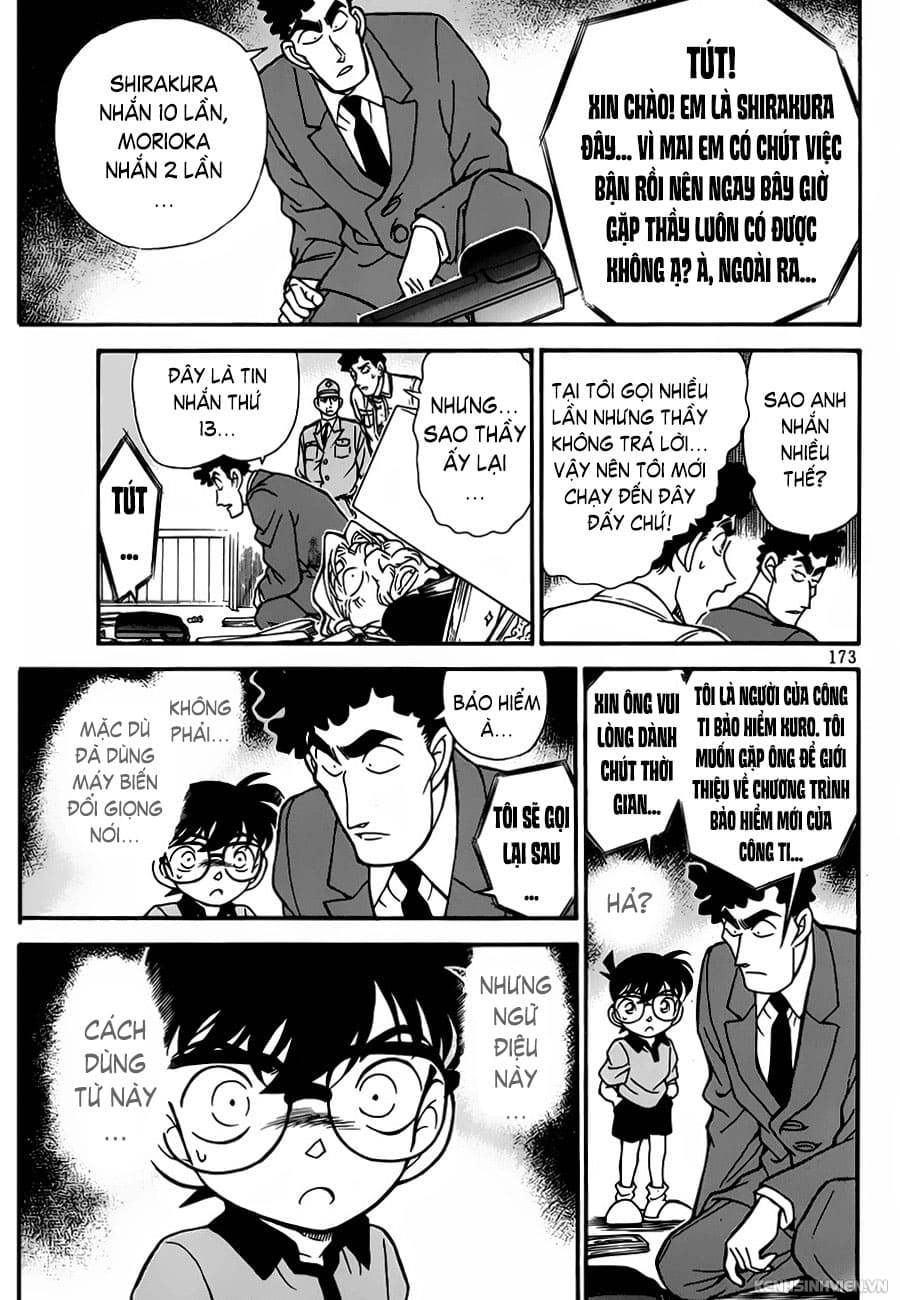 TÚT!
XIN CHÀO! EM LÀ SHIRAKURA
ĐÂY... VÌ MAI EM CÓ CHÚT VIỆC
BẬN RỒI NÊN NGAY BÂY GIỜ
GẶP THẦY LUÔN CÓ ĐƯỢC
KHÔNG Ạ? À, NGOÀI RA...
SHIRAKURA
NHẮN 10 LẦN,
MORIOKA
NHẮN 2 LẦN
...
SAO ANH
NHẮN
NHIỀU
THẾ?
TẠI TÔI GỌI NHIỀU
LẦN NHƯNG THẦY
KHÔNG TRẢ LỜI...
VẬY NÊN TÔI MỚI
CHẠY ĐẾN ĐÂY
ĐẤY CHỨ!
NHƯNG...
SAO THẦY
ẤY LẠI
...
ĐÂY LÀ TIN
NHẮN THỨ
13...
TÚT
...
173
TÔI LÀ NGƯỜI CỦA CÔNG
TI BẢO HIỂM KURO. TÔI
MUỐN GẶP ÔNG ĐỂ GIỚI
THIỆU VỀ CHƯƠNG TRÌNH
BẢO HIỂM MỚI CỦA
CÔNG TI...
XIN ÔNG VUI
LÒNG DÀNH
CHÚT THỜI
GIAN...
HẢ?
BẢO HIỂM
À...
TÔI SẼ GỌI
LẠI SAU
...
KHÔNG
PHẢI...
MẶC DÙ
ĐÃ DÙNG
MÁY BIẾN
ĐỔI GIỌNG
NÓI...
NHƯNG
NGỮ
ĐIỆU
NÀY
...
CÁCH
DÙNG
TỪ NÀY
...
KENHSINHVIEN.VN